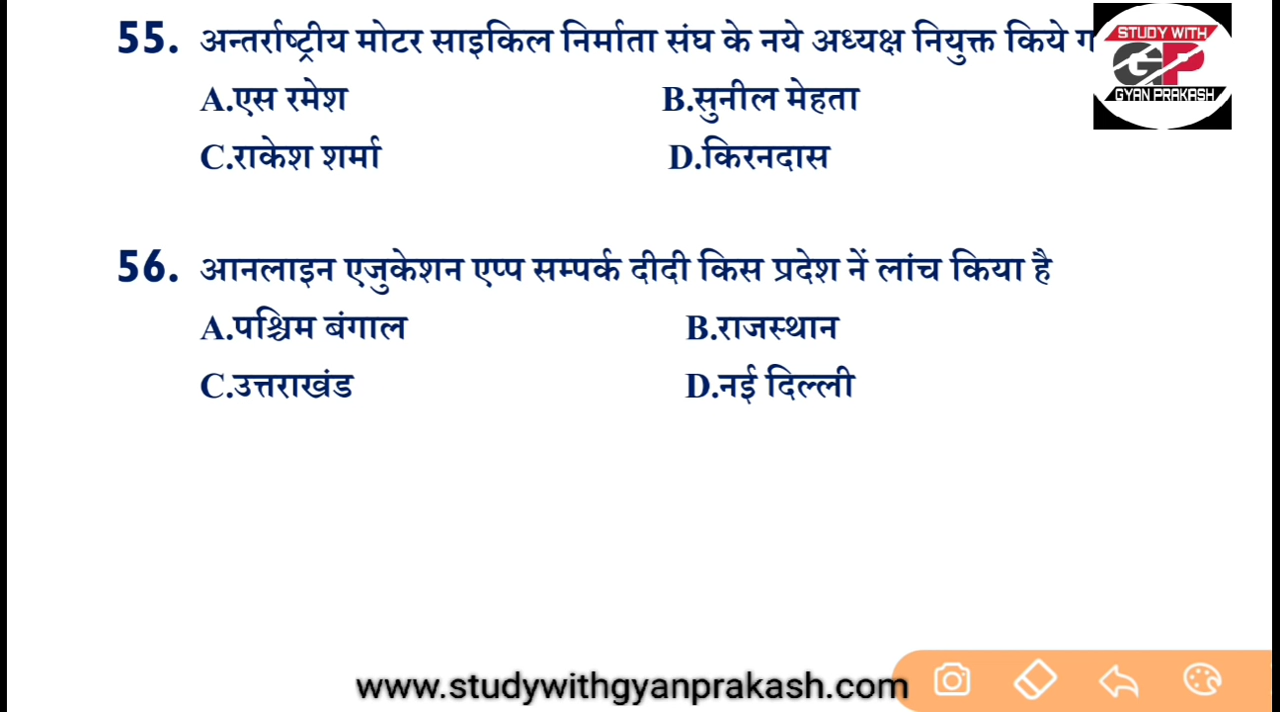 55. अन्तर्राष्ट्रीय मोटर साइकिल निर्माता संघ के नये अध्यक्ष नियुक्त किये
STUDY WITH
GP
GYAN PRAKASH
A.एस रमेश B.सुनील मेहता
C.राकेश शर्मा D.किरनदास
56. आनलाइन एजुकेशन एप्प सम्पर्क दीदी किस प्रदेश नें लांच किया है
A.पश्चिम बंगाल B.राजस्थान
C.उत्तराखंड D.नई दिल्ली
www.studywithgyanprakash.com